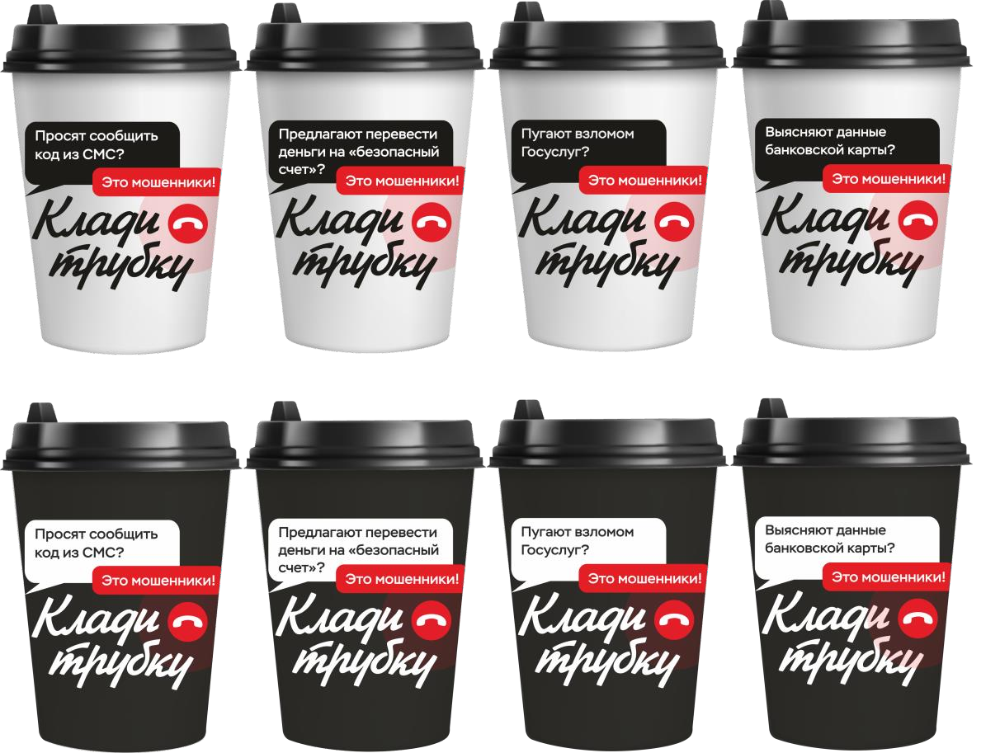 Просят сообщить
код из СМС?
Это мошенники!
Клади
трубку
Предлагают перевести
деньги на «безопасный
счет»?
Это мошенники!
Клади
трубку
Пугают взломом
Госуслуг?
Это мошенники!
Клади
трубку
Выясняют данные
банковской карты?
Это мошенники!
Клади
трубку
Просят сообщить
код из СМС?
Это мошенники!
Клади
трубку
Предлагают перевести
деньги на «безопасный
счет»?
Это мошенники!
Клади
трубку
Пугают взломом
Госуслуг?
Это мошенники!
Клади
трубку
Выясняют данные
банковской карты?
Это мошенники!
Клади
трубку